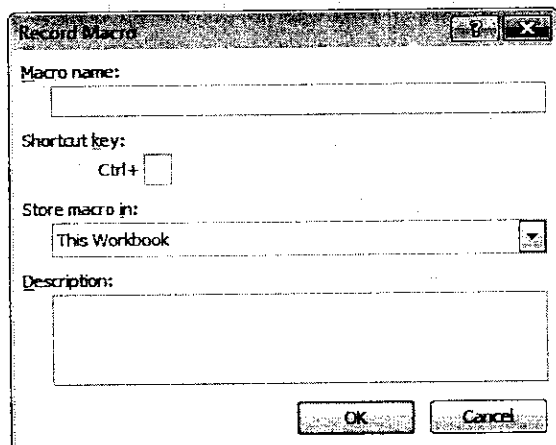 Record Macro ? X
Macro name:
Shortcut key:
Ctrl+
Store macro in:
This Workbook
Description:
OK Cancel